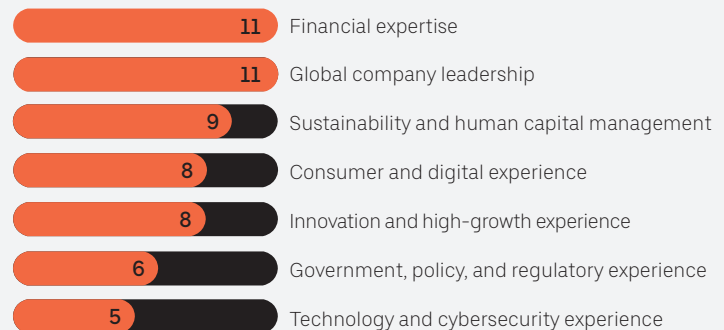 11 Financial expertise
11 Global company leadership
9 Sustainability and human capital management
8 Consumer and digital experience
8 Innovation and high-growth experience
6 Government, policy, and regulatory experience
5 Technology and cybersecurity experience